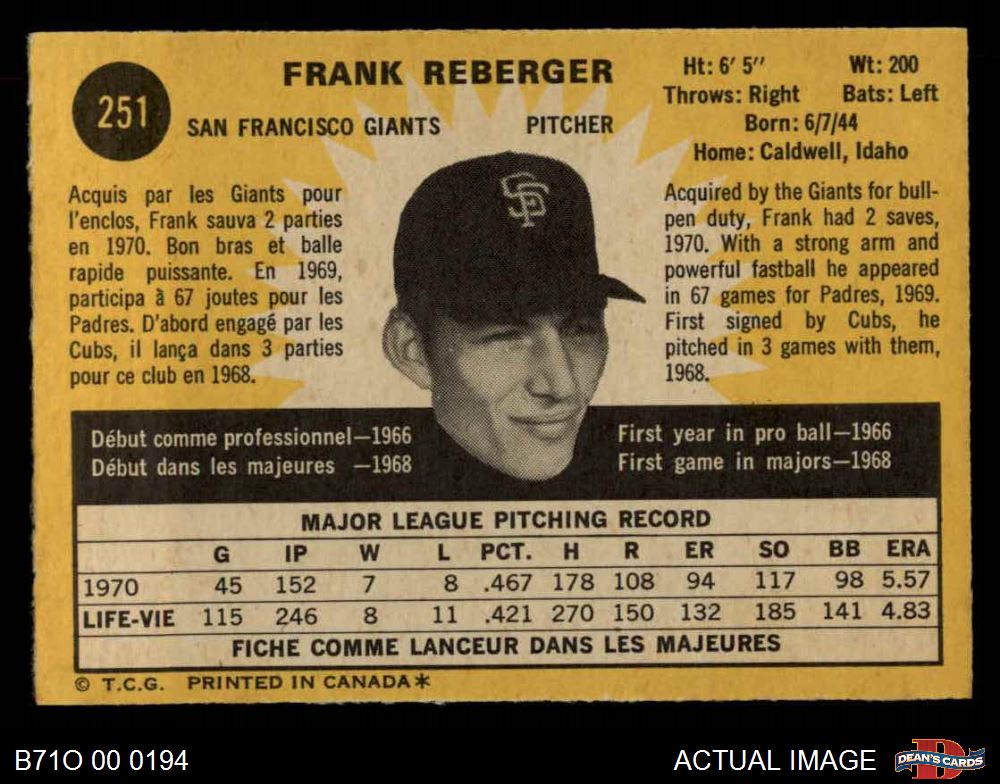 251
FRANK REBERGER
SAN FRANCISCO GIANTS PITCHER
Ht: 6' 5" Wt: 200
Throws: Right Bats: Left
Born: 6/7/44
Home: Caldwell, Idaho
Acquis par les Giants pour
l'enclos, Frank sauva 2 parties
en 1970. Bon bras et balle
rapide puissante. En 1969,
participa à 67 joutes pour les
Padres. D'abord engagé par les
Cubs, il lança dans 3 parties
pour ce club en 1968.
SF
Acquired by the Giants for bull-
pen duty, Frank had 2 saves,
1970. With a strong arm and
powerful fastball he appeared
in 67 games for Padres, 1969.
First signed by Cubs, he
pitched in 3 games with them,
1968.
Début comme professionnel—1966
Début dans les majeures —1968
First year in pro ball—1966
First game in majors—1968
MAJOR LEAGUE PITCHING RECORD
G IP W L PCT. H R ER SO BB ERA
1970 45 152 7 8 .467 178 108 94 117 98 5.57
LIFE-VIE 115 246 8 11 .421 270 150 132 185 141 4.83
FICHE COMME LANCEUR DANS LES MAJEURES
© T.C.G. PRINTED IN CANADA*
B71O 00 0194
ACTUAL IMAGE
D
DEAN'S CARDS